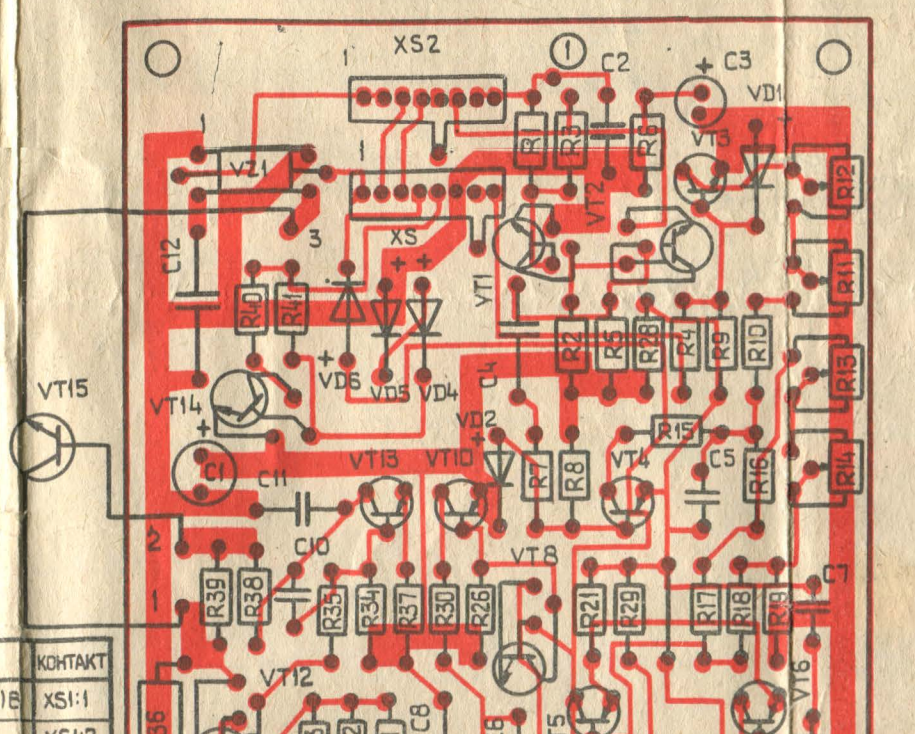 XS2
1
1
C2
+ C3
VD1
+
1
VZ1
1
R1
R3
R6
VT3
R12
VT2
C12
3
XS
+ +
VT1
R11
R40
R41
R2
R5
R28
R4
R9
R10
+
VD6
VD5
VD4
C4
R13
VT15
VT14
+
VD2
+
R15
C1
C11
VT13
VT10
R7
R8
VT4
C5
R16
R14
2
C10
VT8
1
R39
R38
R35
R34
R37
R30
R26
R21
R29
R17
R18
R19
КОНТАКТ
VT12
VT6
XS1:1
C8